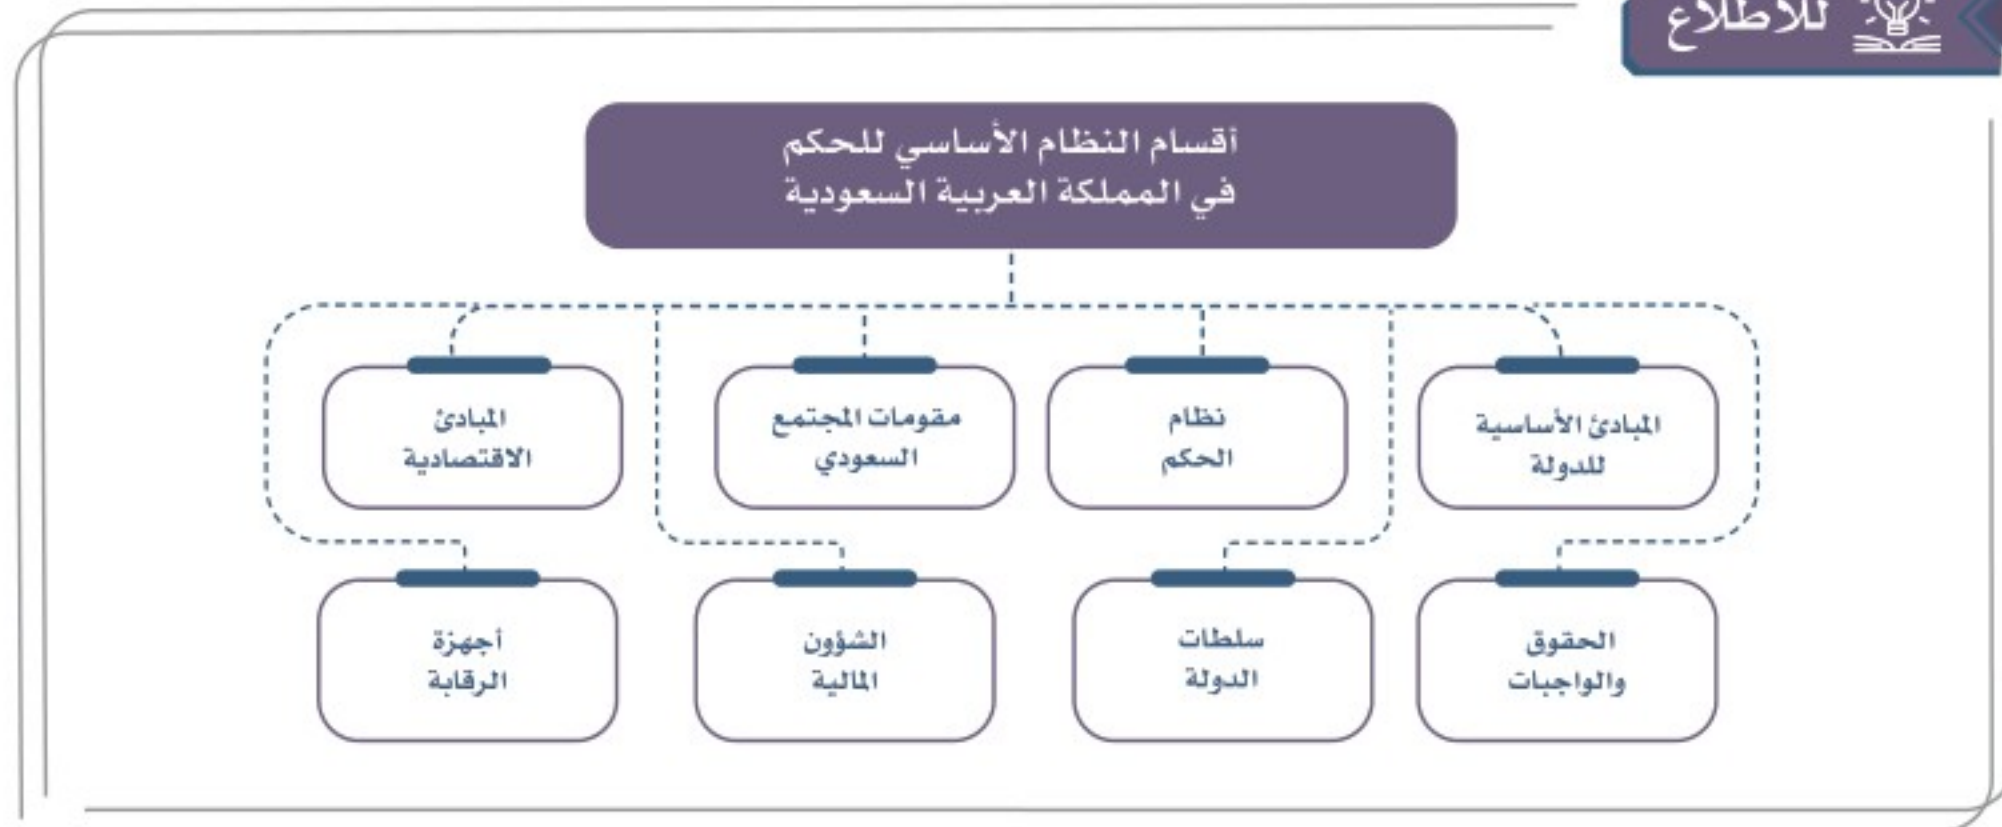 للاطلاع
أقسام النظام الأساسي للحكم
في المملكة العربية السعودية
المبادئ الأساسية
للدولة
نظام
الحكم
مقومات المجتمع
السعودي
المبادئ
الاقتصادية
الحقوق
والواجبات
سلطات
الدولة
الشؤون
المالية
أجهزة
الرقابة